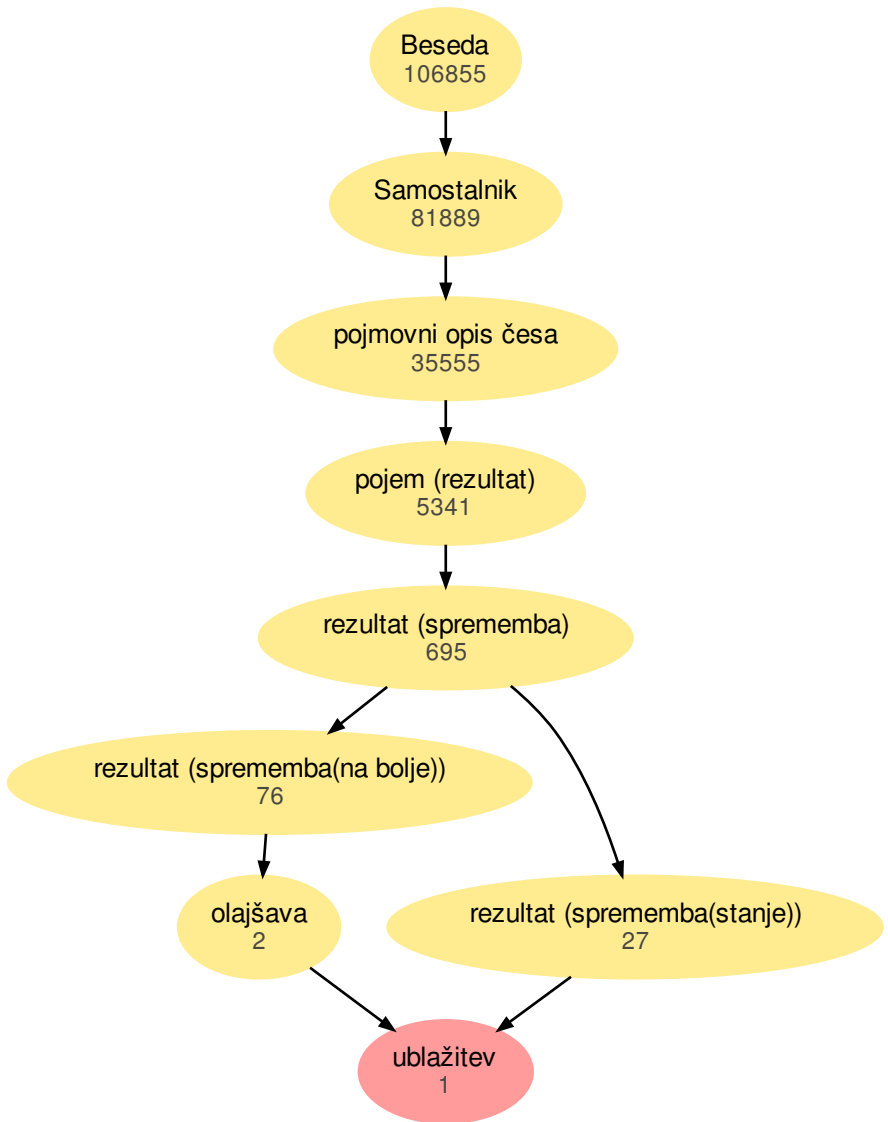 Beseda
106855
Samostalnik
81889
pojmovni opis česa
35555
pojem (rezultat)
5341
rezultat (sprememba)
695
rezultat (sprememba(na bolje))
76
olajšava
2
rezultat (sprememba(stanje))
27
ublažitev
1